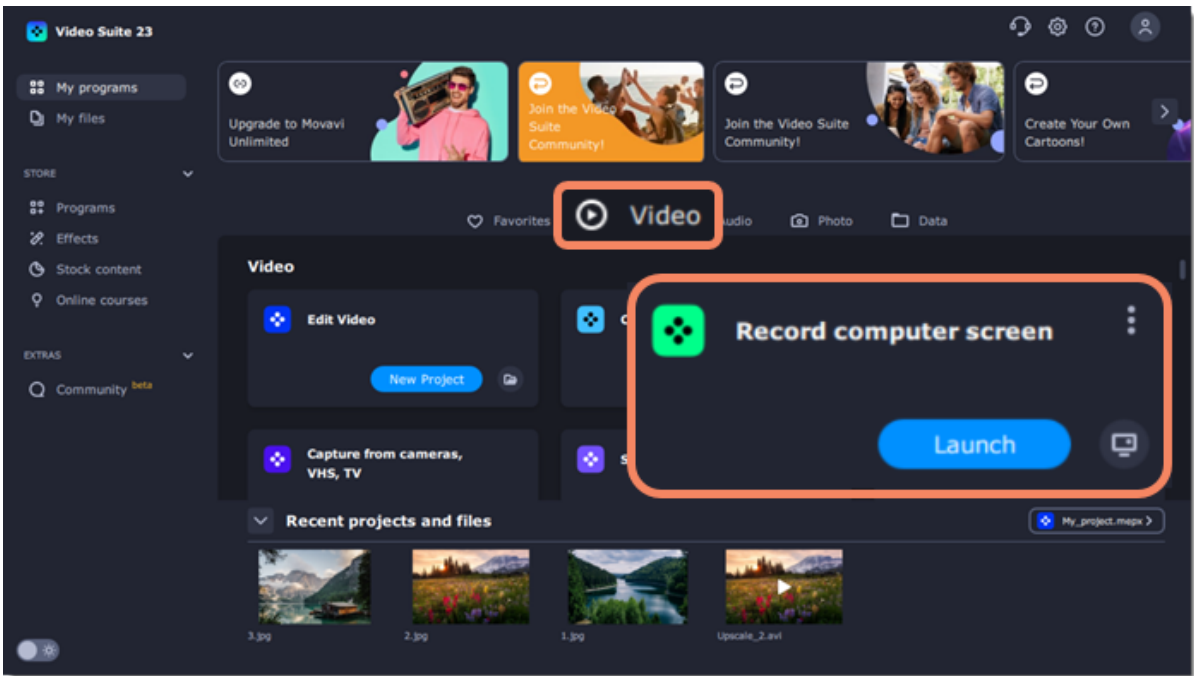 Video Suite 23
My programs
My files
STORE
Programs
Effects
Stock content
Online courses
EXTRAS
Community beta
Upgrade to Movavi
Unlimited
Join the Video
Suite
Community!
Join the Video Suite
Community!
Create Your Own
Cartoons!
Favorites
Video
udio
Photo
Data
Video
Edit Video
New Project
Record computer screen
Launch
Capture from cameras,
VHS, TV
Recent projects and files
My_project.mepx
3.jpg
2.jpg
1.jpg
Upscale_2.avi